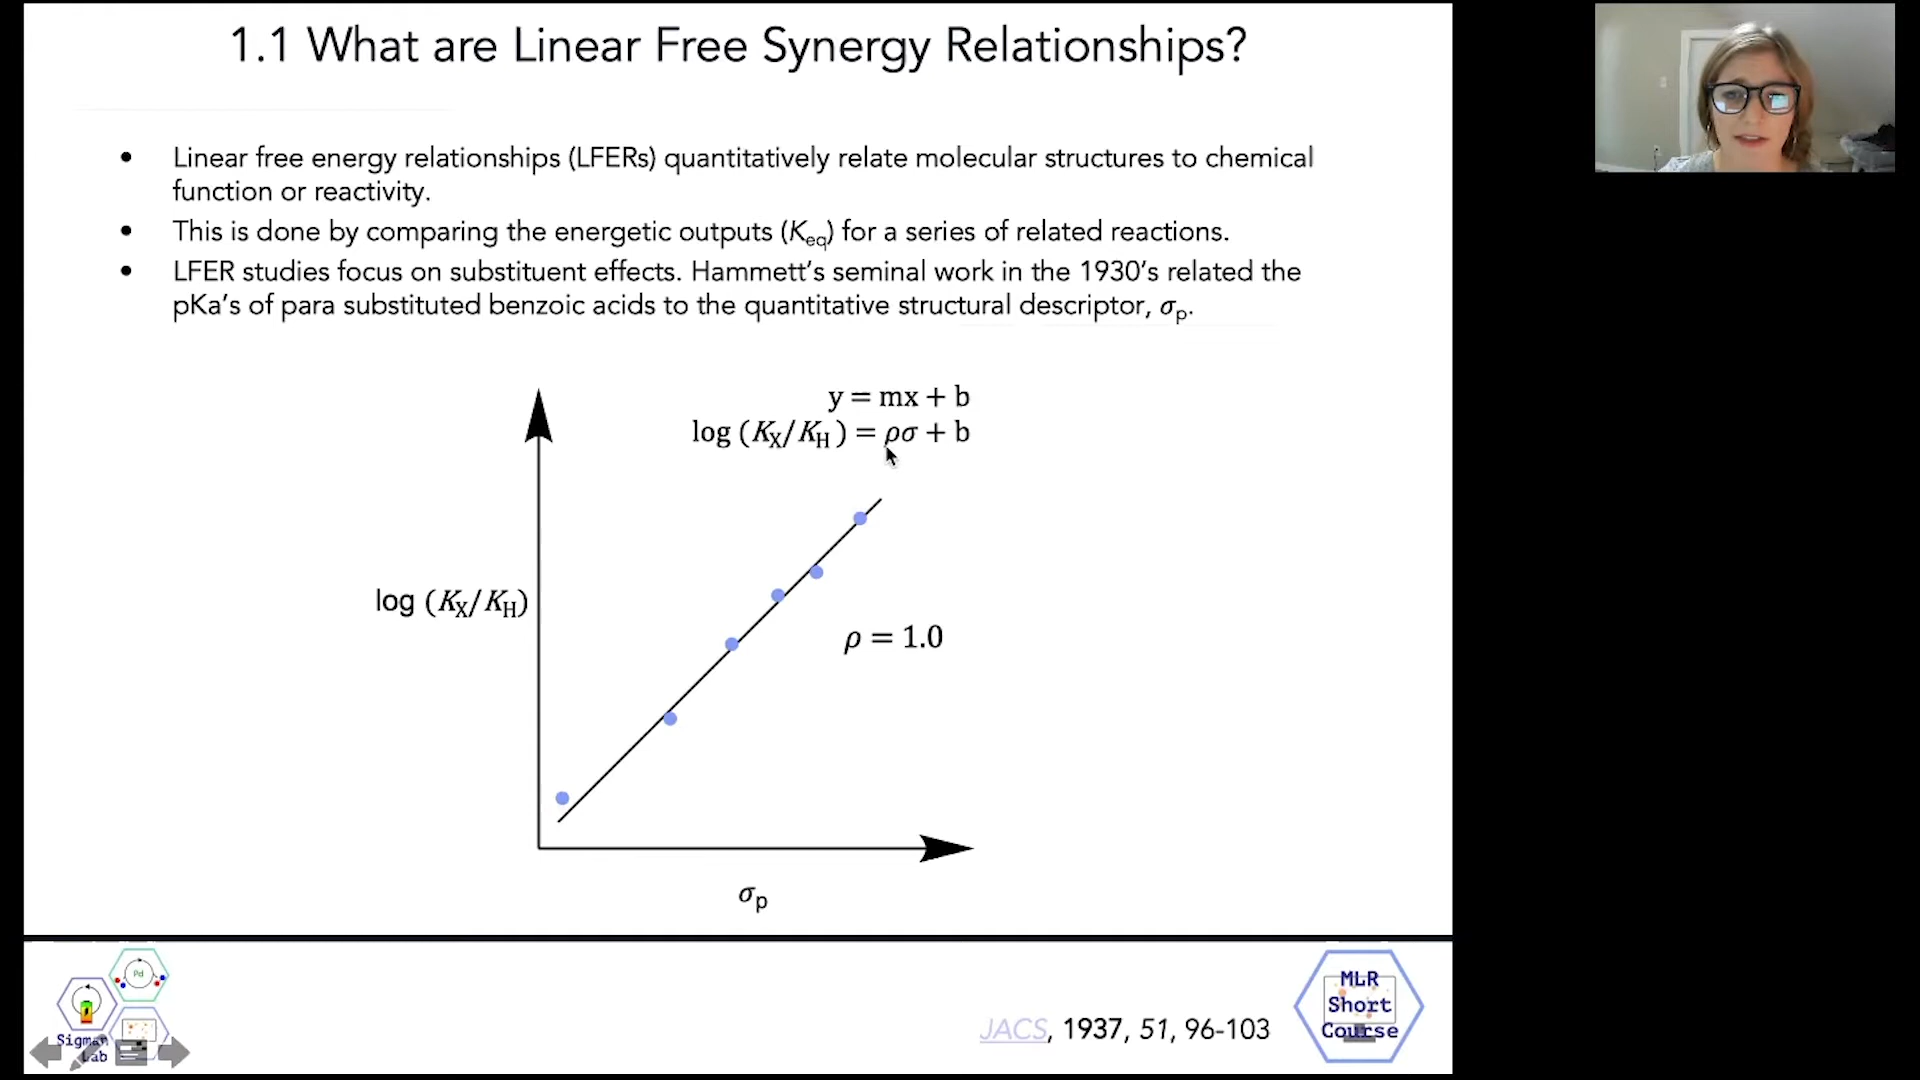 1.1 What are Linear Free Synergy Relationships?
• Linear free energy relationships (LFERs) quantitatively relate molecular structures to chemical
function or reactivity.
• This is done by comparing the energetic outputs (Keq) for a series of related reactions.
• LFER studies focus on substituent effects. Hammett's seminal work in the 1930's related the
pKa's of para substituted benzoic acids to the quantitative structural descriptor, σp.
y = mx + b
log (KX/KH) = ρσ + b
log (KX/KH)
ρ = 1.0
σp
Pd
Sigman
Lab
JACS, 1937, 51, 96-103
MLR
Short
Course